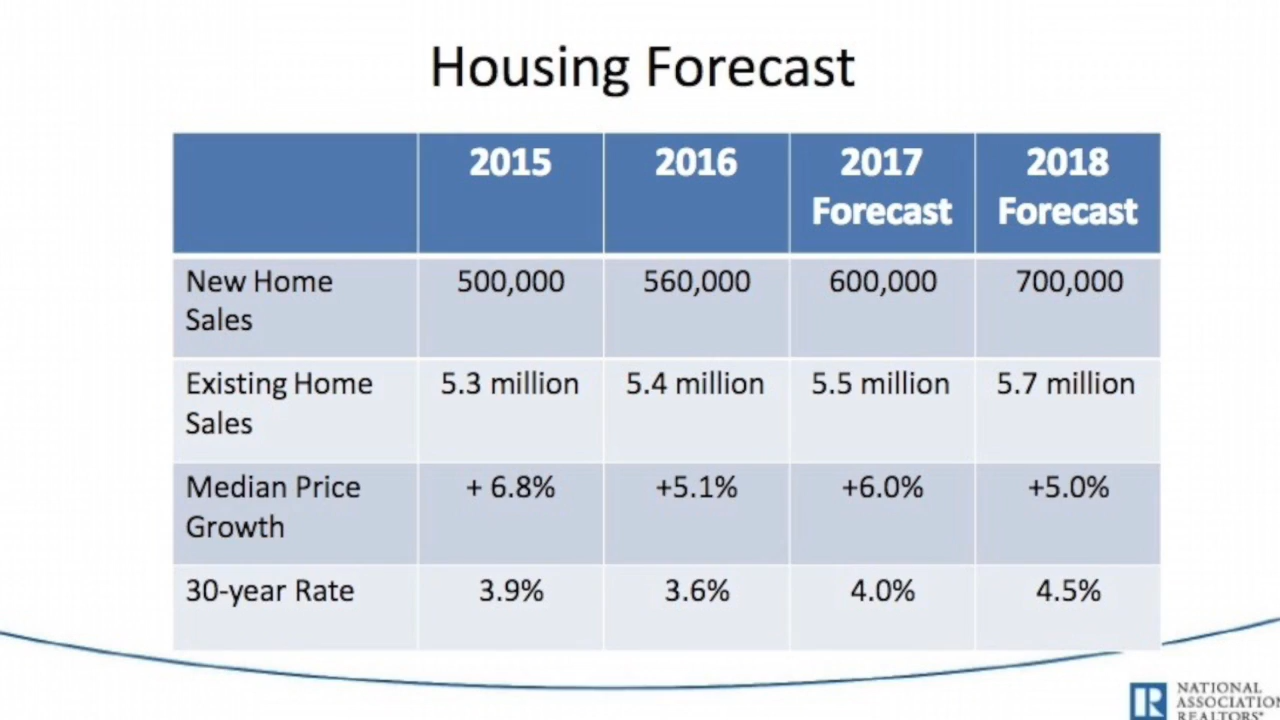 Housing Forecast
2015 2016 2017 2018
Forecast Forecast
New Home 500,000 560,000 600,000 700,000
Sales
Existing Home 5.3 million 5.4 million 5.5 million 5.7 million
Sales
Median Price + 6.8% +5.1% +6.0% +5.0%
Growth
30-year Rate 3.9% 3.6% 4.0% 4.5%
R NATIONAL
ASSOCIATION
REALTORS®